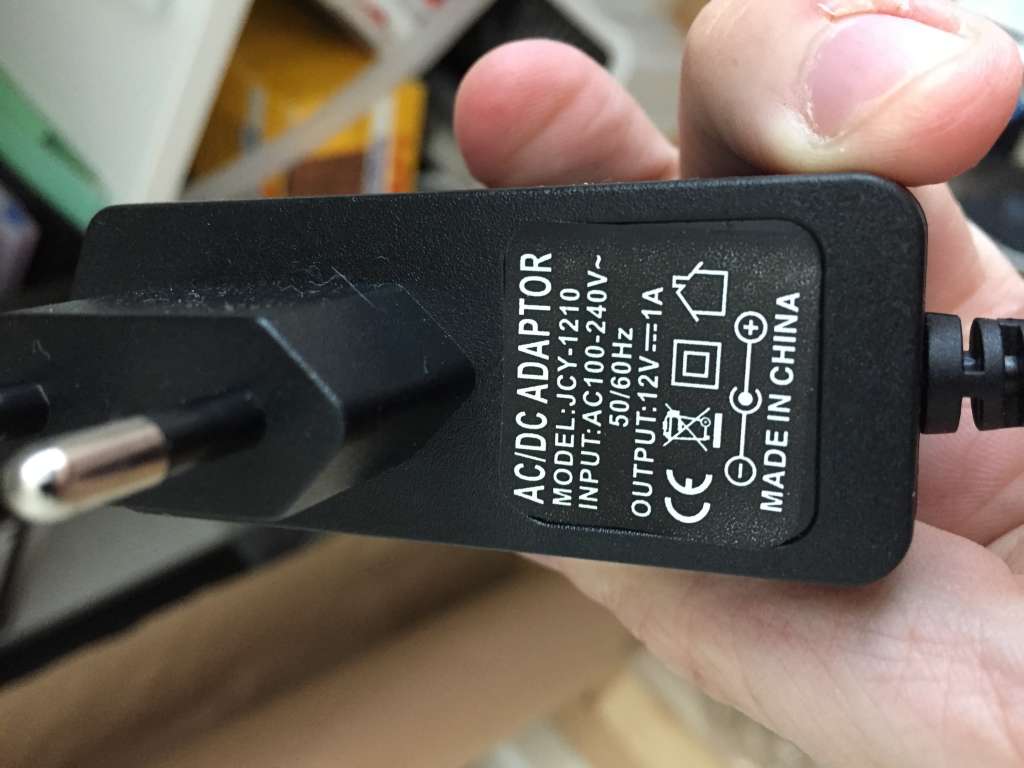 AC/DC ADAPTOR
MODEL:JCY-1210
INPUT:AC100-240V~
50/60Hz
OUTPUT:12V⎓1A
CE
MADE IN CHINA